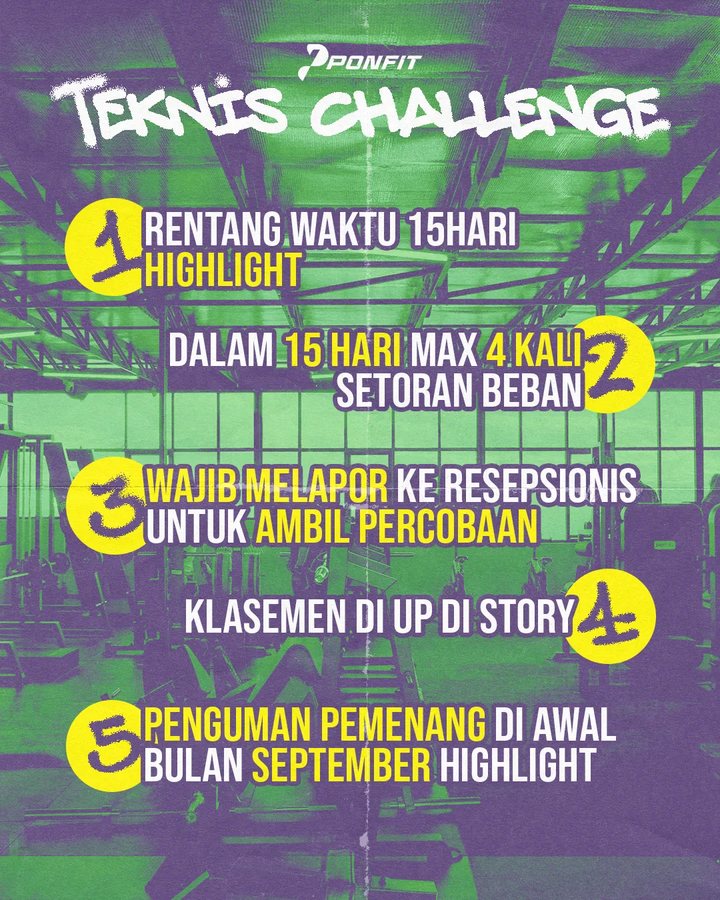 PONFIT
TEKNIS CHALLENGE
1
RENTANG WAKTU 15HARI
HIGHLIGHT
DALAM 15 HARI MAX 4 KALI
SETORAN BEBAN
2
3
WAJIB MELAPOR KE RESEPSIONIS
UNTUK AMBIL PERCOBAAN
KLASEMEN DI UP DI STORY
4
5
PENGUMAN PEMENANG DI AWAL
BULAN SEPTEMBER HIGHLIGHT